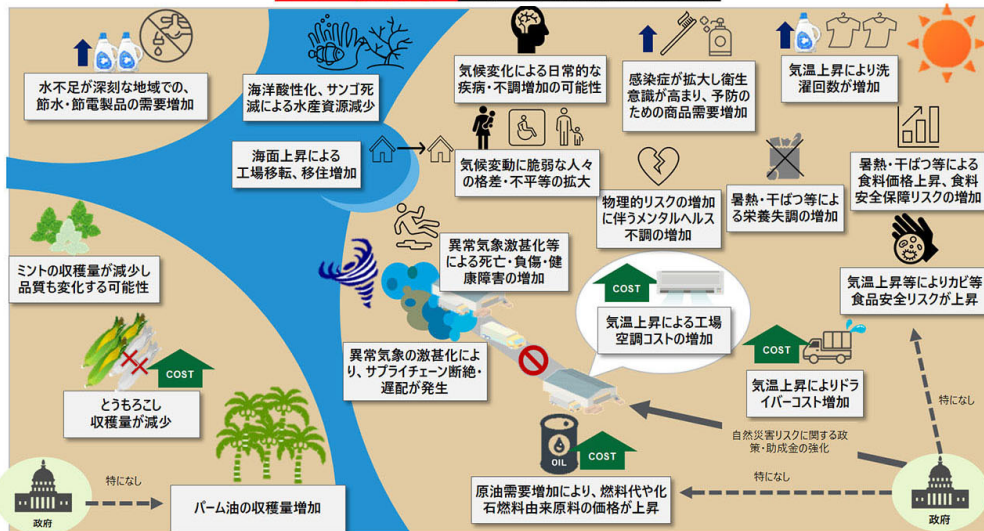 水不足が深刻な地域での、
節水・節電製品の需要増加
海洋酸性化、サンゴ死
滅による水産資源減少
気候変化による日常的な
疾病・不調増加の可能性
感染症が拡大し衛生
意識が高まり、予防の
ための商品需要増加
気温上昇により洗
濯回数が増加
海面上昇による
工場移転、移住増加
気候変動に脆弱な人々
の格差・不平等の拡大
物理的リスクの増加
に伴うメンタルヘルス
不調の増加
暑熱・干ばつ等によ
る栄養失調の増加
暑熱・干ばつ等による
食料価格上昇、食料
安全保障リスクの増加
ミントの収穫量が減少し
品質も変化する可能性
異常気象激甚化等
による死亡・負傷・健
康障害の増加
COST
気温上昇による工場
空調コストの増加
気温上昇等によりカビ等
食品安全リスクが上昇
COST
とうもろこし
収穫量が減少
異常気象の激甚化によ
り、サプライチェーン断絶・
遅配が発生
COST
気温上昇によりドラ
イバーコスト増加
特になし
自然災害リスクに関する政
策・助成金の強化
OIL
COST
原油需要増加により、燃料代や化
石燃料由来原料の価格が上昇
特になし
政府
特になし
パーム油の収穫量増加
政府